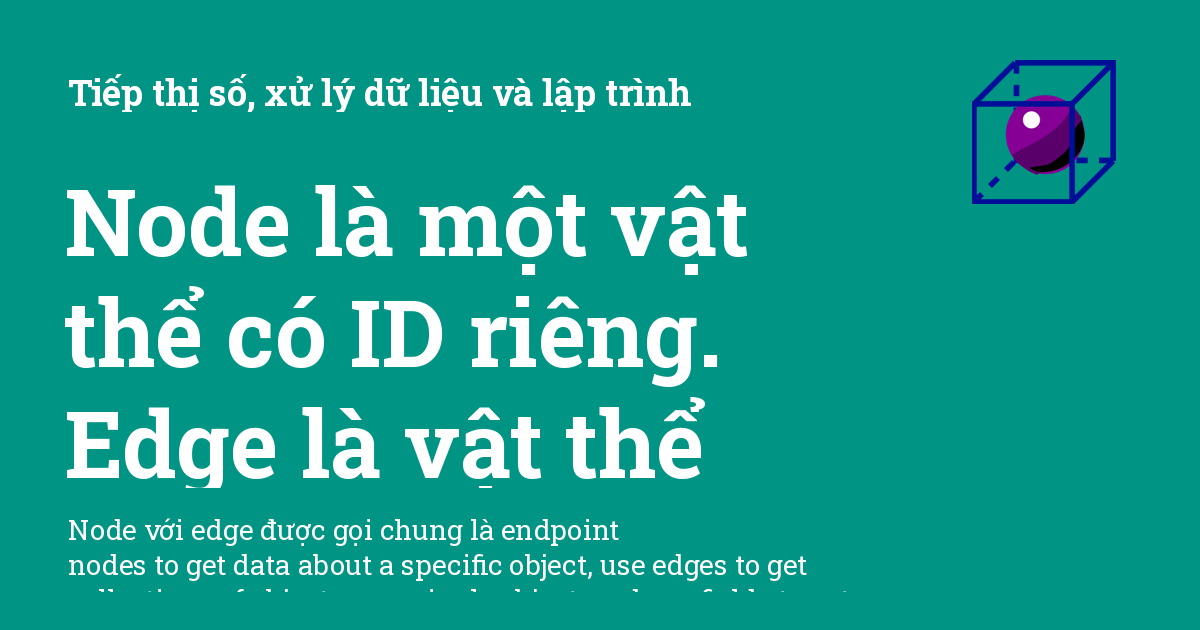 Tiếp thị số, xử lý dữ liệu và lập trình
Node là một vật
thể có ID riêng.
Edge là vật thể
Node với edge được gọi chung là endpoint
nodes to get data about a specific object, use edges to get